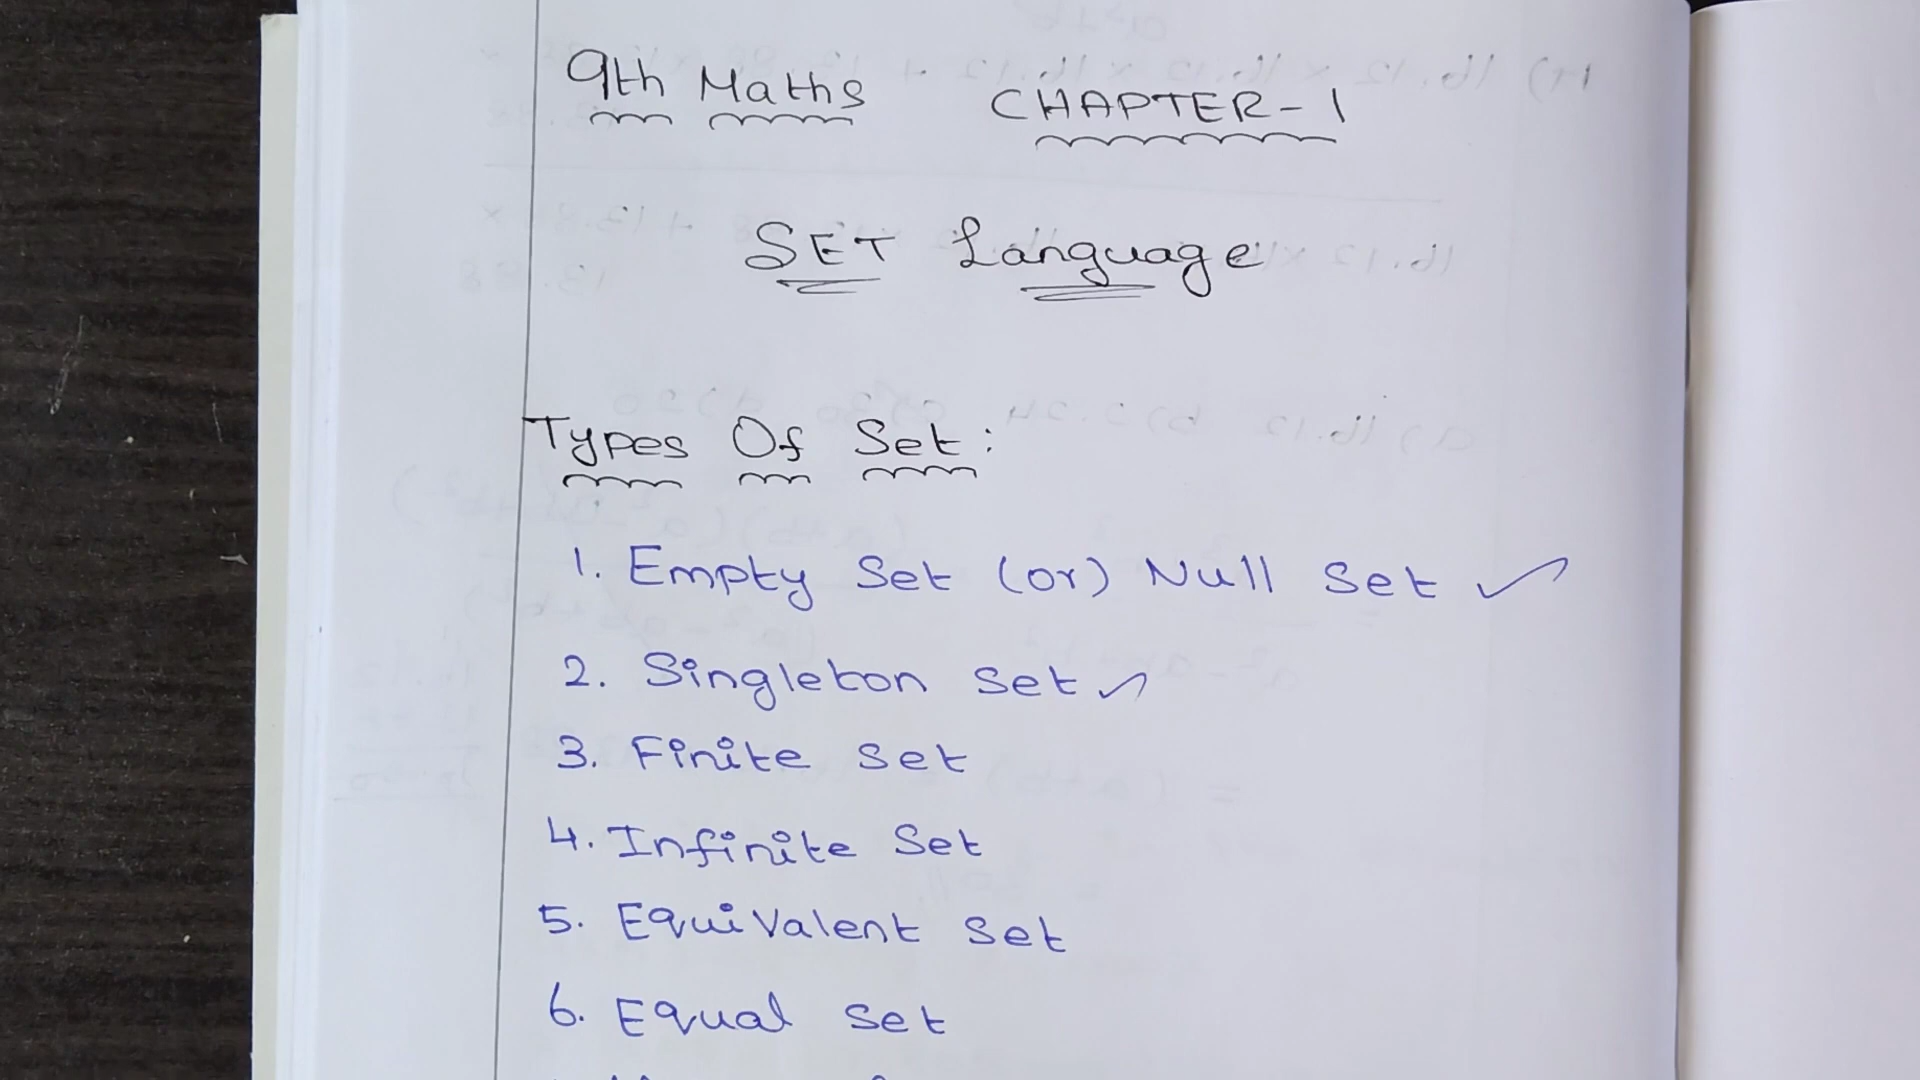 9th Maths CHAPTER-1
SET Language
Types Of Set:
1. Empty Set (or) Null Set ✓
2. Singleton Set ✓
3. Finite Set
4. Infinite Set
5. Equivalent Set
6. Equal Set